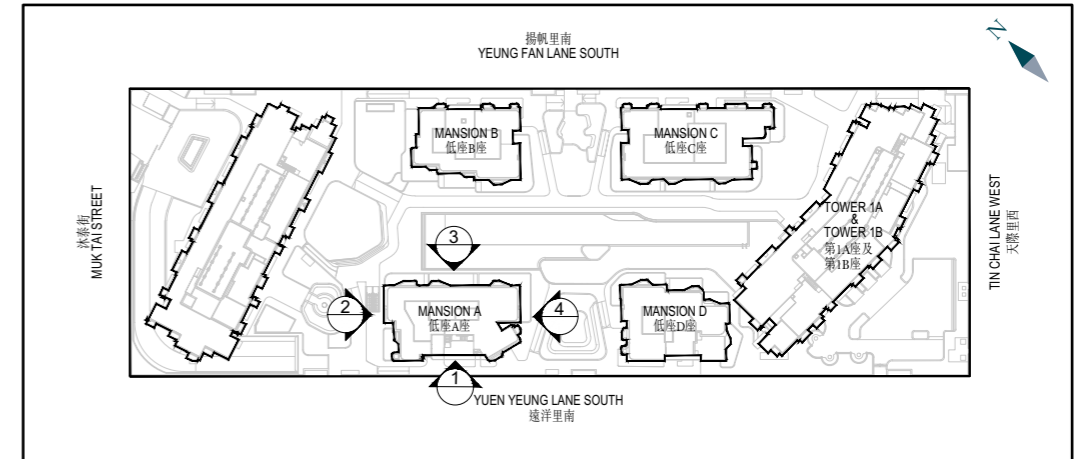 N
揚帆里南
YEUNG FAN LANE SOUTH
MANSION B
低座B座
MANSION C
低座C座
沐泰街
MUK TAI STREET
TOWER 1A
&
TOWER 1B
第1A座及
第1B座
TIN CHAI LANE WEST
天際里西
3
2
MANSION A
低座A座
4
MANSION D
低座D座
1
YUEN YEUNG LANE SOUTH
遠洋里南